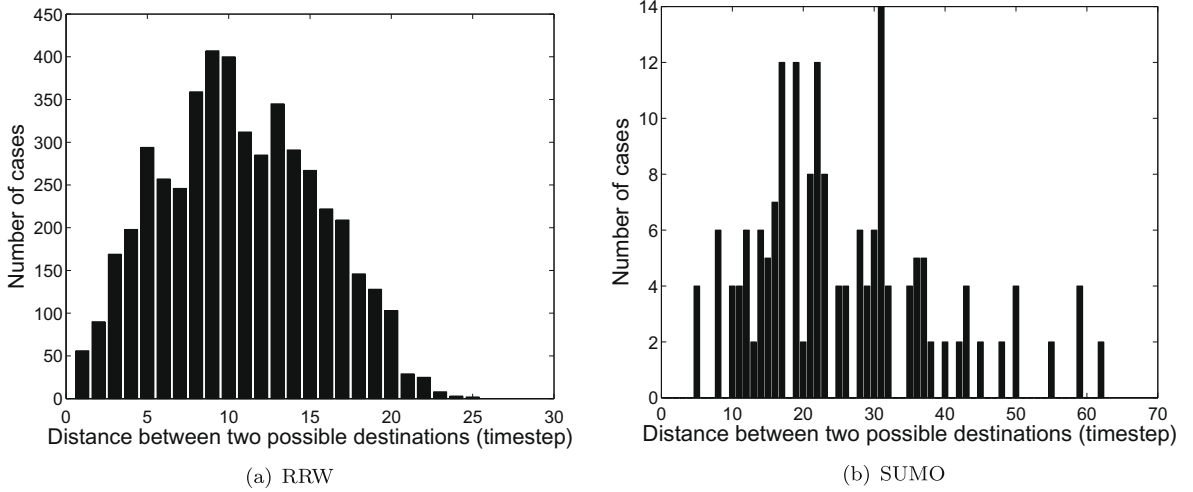 450
400
350
300
250
200
150
100
50
0
Number of cases
0 5 10 15 20 25 30
Distance between two possible destinations (timestep)
(a) RRW
14
12
10
8
6
4
2
0
Number of cases
0 10 20 30 40 50 60 70
Distance between two possible destinations (timestep)
(b) SUMO